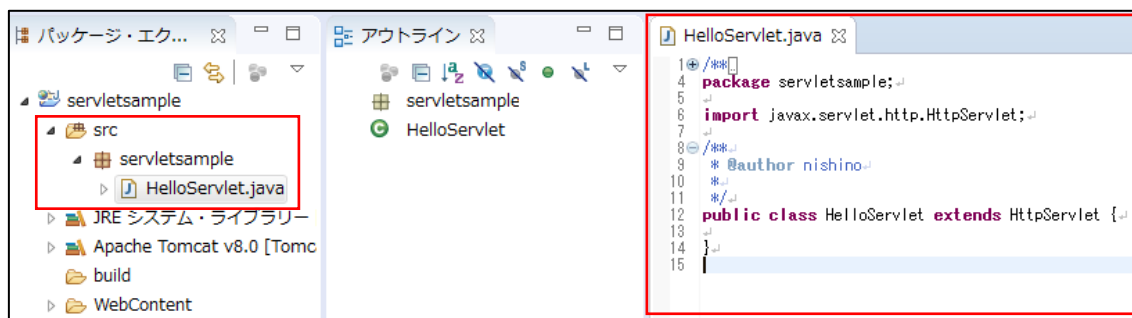 パッケージ・エク...
servletsample
src
servletsample
HelloServlet.java
JRE システム・ライブラリー
Apache Tomcat v8.0 [Tomc
build
WebContent
アウトライン
servletsample
HelloServlet
HelloServlet.java
1 /**
4 package servletsample;
5
6 import javax.servlet.http.HttpServlet;
7
8 /**
9 * @author nishino
10 *
11 */
12 public class HelloServlet extends HttpServlet {
13
14 }
15